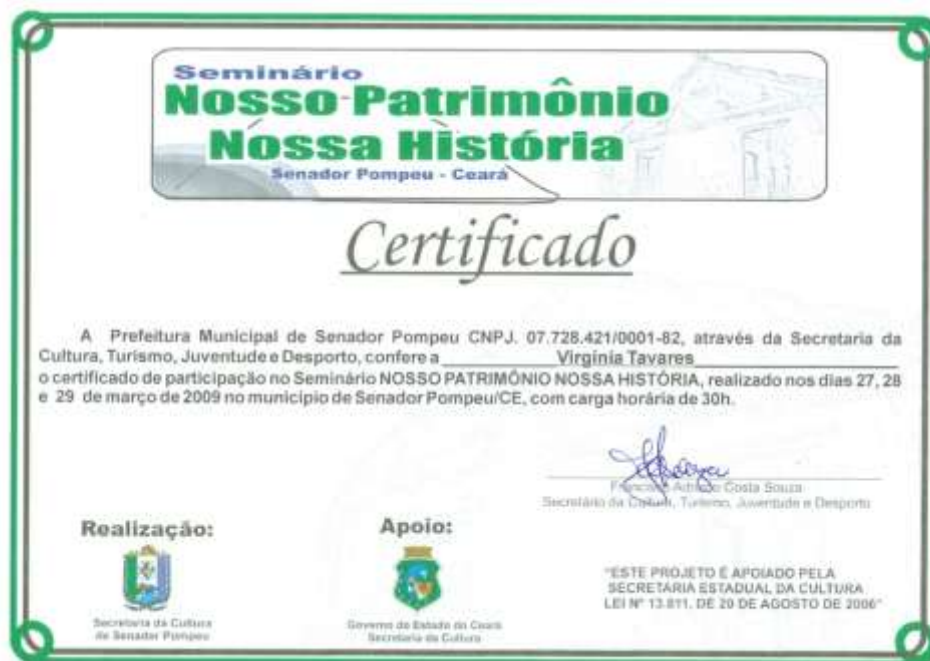 Seminário
Nosso Patrimônio
Nossa História
Senador Pompeu - Ceará
Certificado
A Prefeitura Municipal de Senador Pompeu CNPJ. 07.728.421/0001-82, através da Secretaria da
Cultura, Turismo, Juventude e Desporto, confere a Virginia Tavares
o certificado de participação no Seminário NOSSO PATRIMÔNIO NOSSA HISTÓRIA, realizado nos dias 27, 28
e 29 de março de 2009 no município de Senador Pompeu/CE, com carga horária de 30h.
Costa Souza
Secretário da Cultura, Turismo, Juventude e Desporto
Realização:
Secretaria da Cultura
de Senador Pompeu
Apoio:
Governo do Estado do Ceará
Secretaria da Cultura
"ESTE PROJETO É APOIADO PELA
SECRETARIA ESTADUAL DA CULTURA
LEI Nº 13.811, DE 20 DE AGOSTO DE 2006"